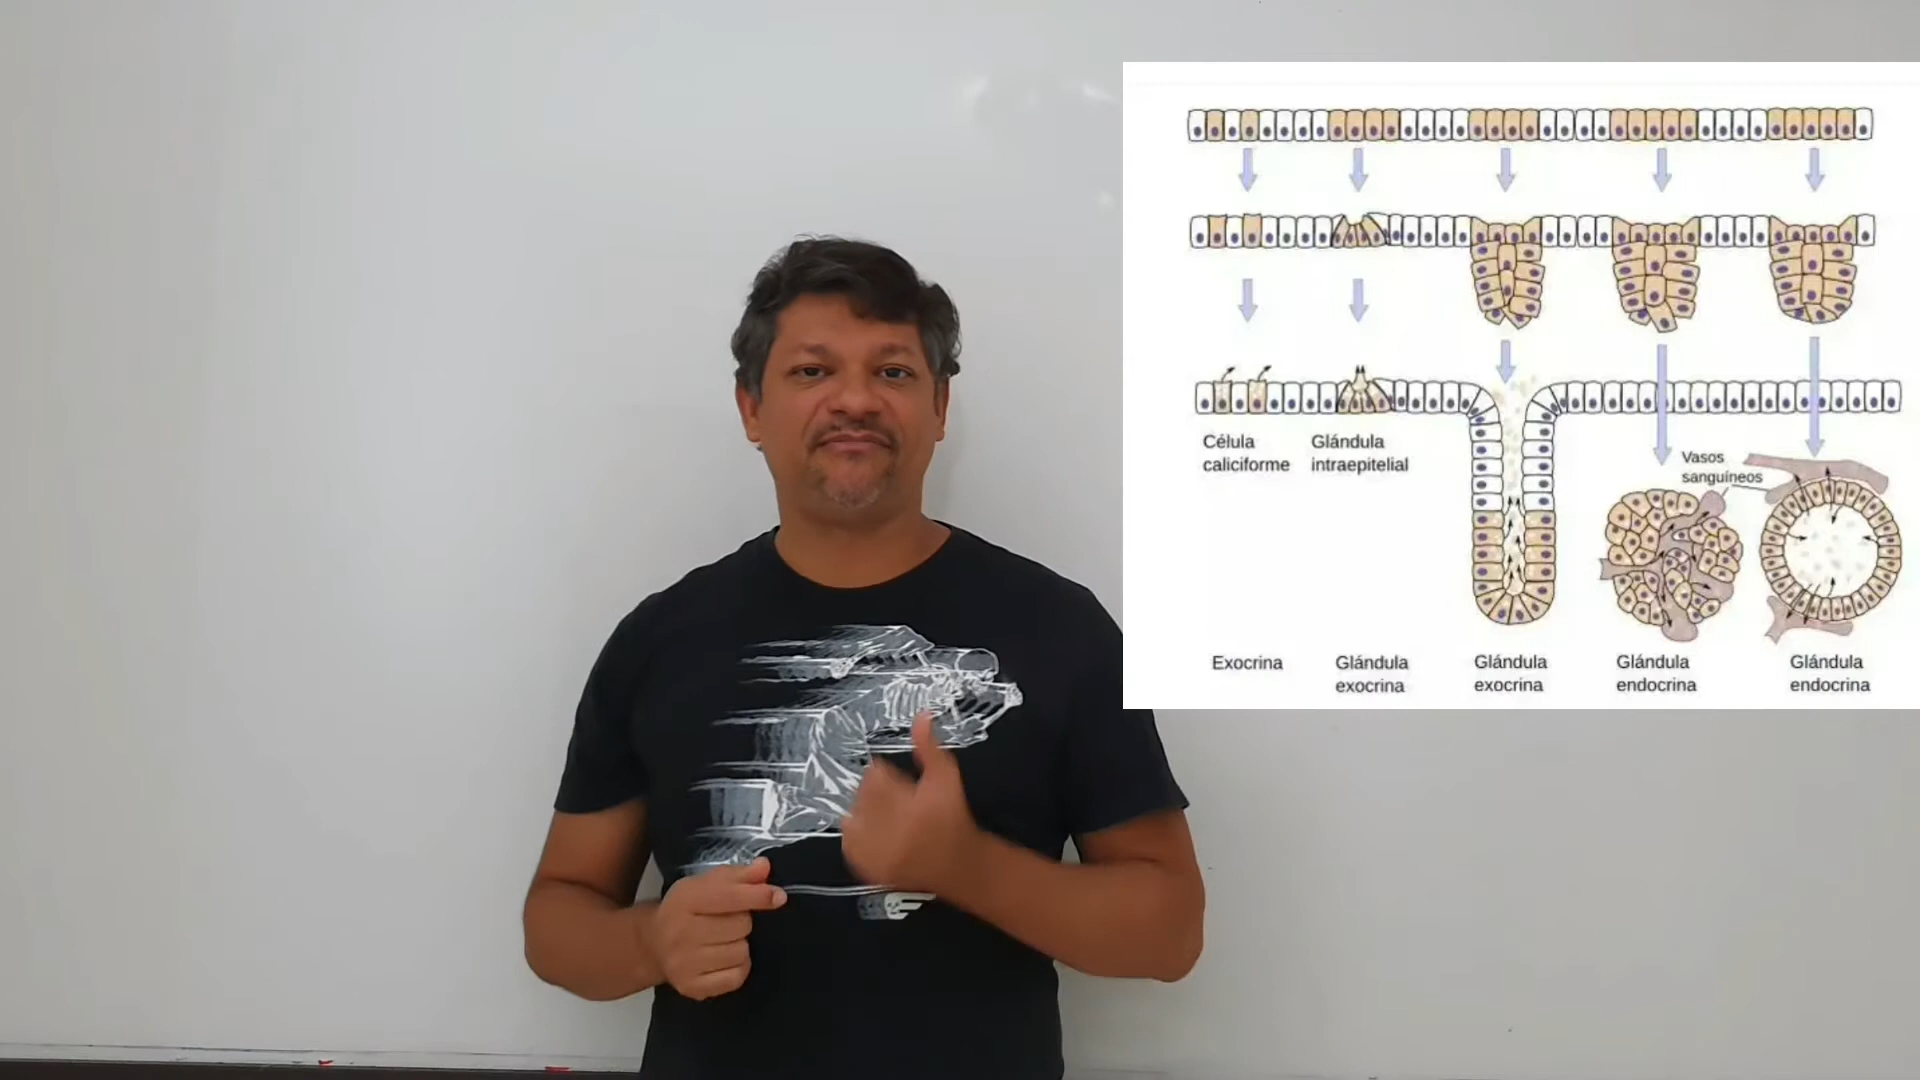 Célula
caliciforme
Glándula
intraepitelial
Vasos
sanguíneos
Exocrina
Glándula
exocrina
Glándula
exocrina
Glándula
endocrina
Glándula
endocrina